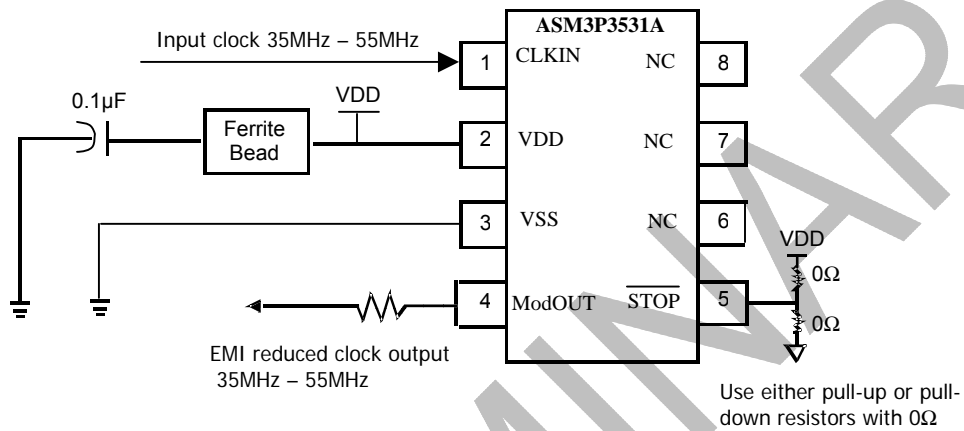 ASM3P3531A
Input clock 35MHz – 55MHz
1 CLKIN NC 8
0.1µF
VDD
Ferrite
Bead
2 VDD NC 7
3 VSS NC 6
VDD
0Ω
4 ModOUT STOP 5
0Ω
EMI reduced clock output
35MHz – 55MHz
Use either pull-up or pull-
down resistors with 0Ω
MINAR